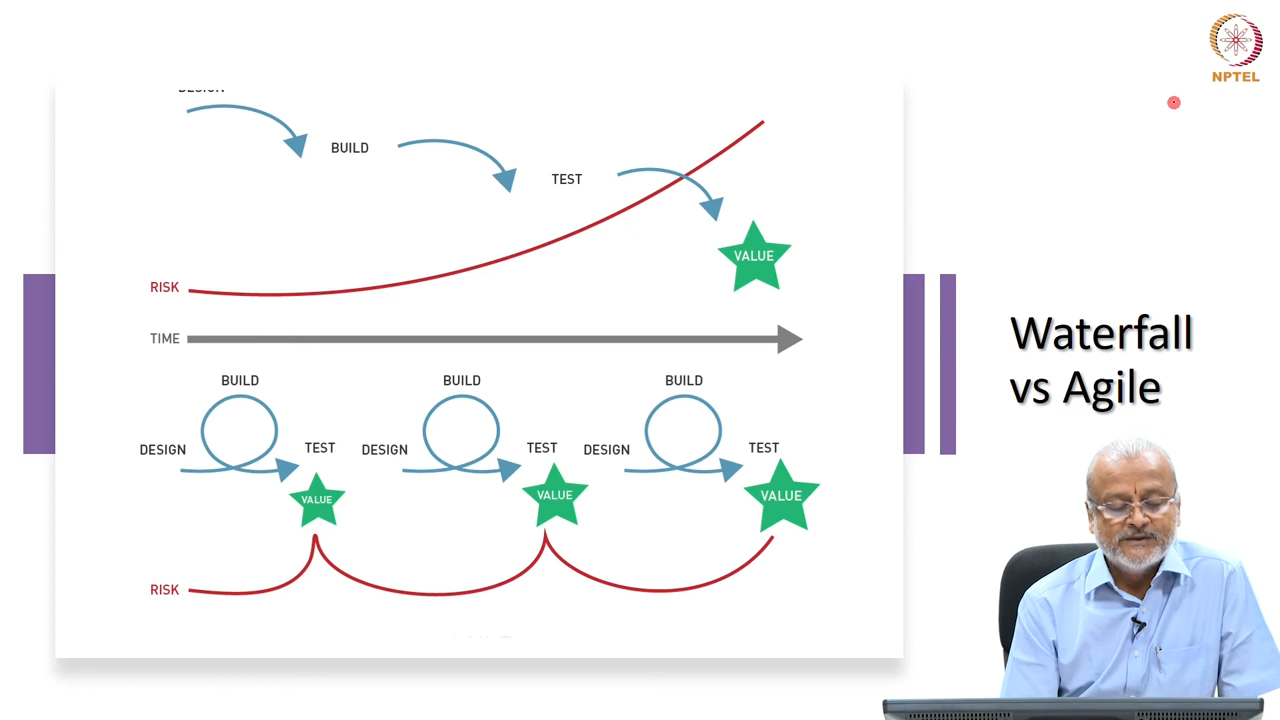 NPTEL
DESIGN
BUILD
TEST
VALUE
RISK
TIME
BUILD
BUILD
BUILD
DESIGN
TEST
DESIGN
TEST
DESIGN
TEST
VALUE
VALUE
VALUE
RISK
Waterfall
vs Agile